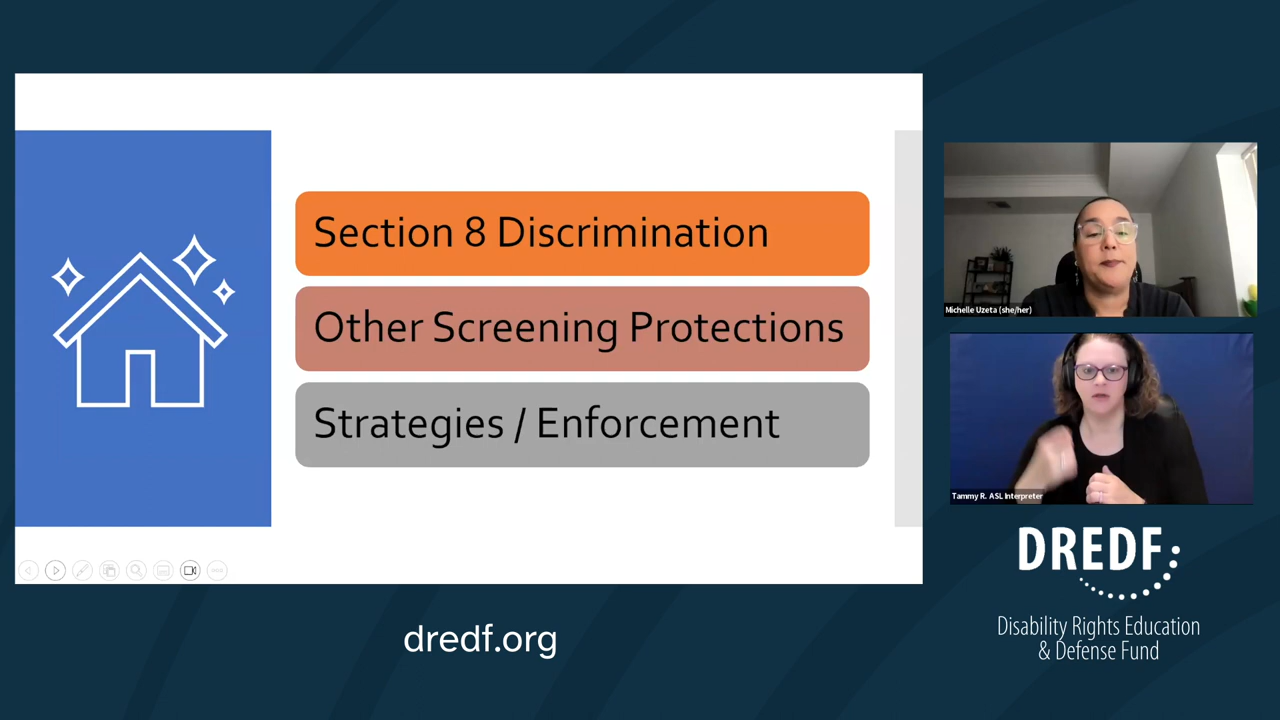 Section 8 Discrimination
Other Screening Protections
Strategies / Enforcement
Michelle Uzeta (she/her)
Tammy R. ASL Interpreter
DREDF
Disability Rights Education
& Defense Fund
dredf.org